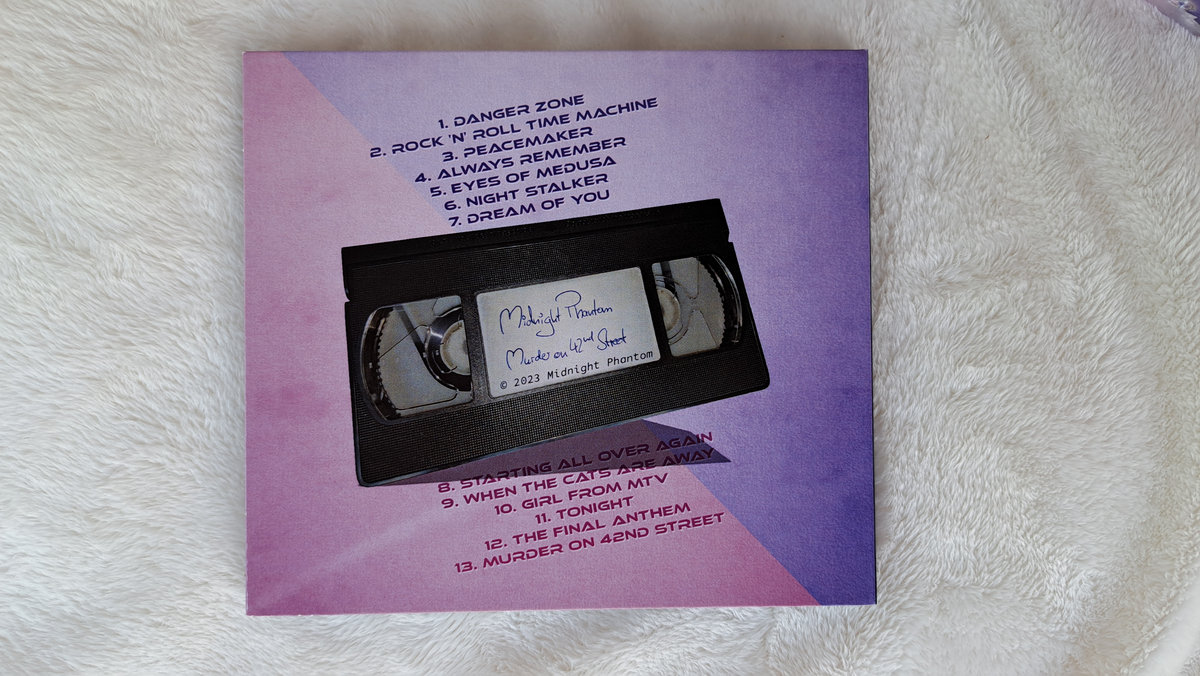 1. DANGER ZONE
2. ROCK 'N' ROLL TIME MACHINE
3. PEACEMAKER
4. ALWAYS REMEMBER
5. EYES OF MEDUSA
6. NIGHT STALKER
7. DREAM OF YOU
Midnight Phantom
Murder on 42nd Street
© 2023 Midnight Phantom
8. STARTING ALL OVER AGAIN
9. WHEN THE CATS ARE AWAY
10. GIRL FROM MTV
11. TONIGHT
12. THE FINAL ANTHEM
13. MURDER ON 42ND STREET